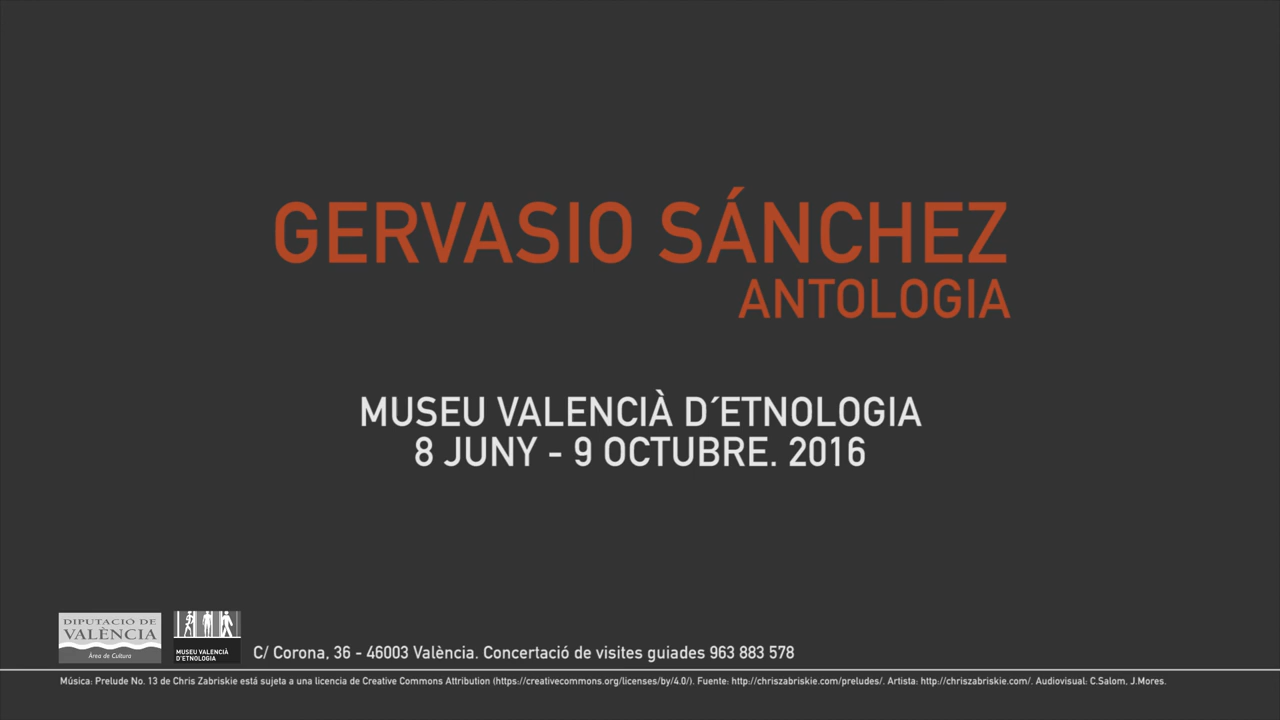 GERVASIO SÁNCHEZ
ANTOLOGIA
MUSEU VALENCIÀ D´ETNOLOGIA
8 JUNY - 9 OCTUBRE. 2016
DIPUTACIÓ DE
VALÈNCIA
Àrea de Cultura
MUSEU VALENCIÀ
D'ETNOLOGIA
C/ Corona, 36 - 46003 València. Concertació de visites guiades 963 883 578
Música: Prelude No. 13 de Chris Zabriskie está sujeta a una licencia de Creative Commons Attribution (https://creativecommons.org/licenses/by/4.0/). Fuente: http://chriszabriskie.com/preludes/. Artista: http://chriszabriskie.com/. Audiovisual: C.Salom, J.Mores.